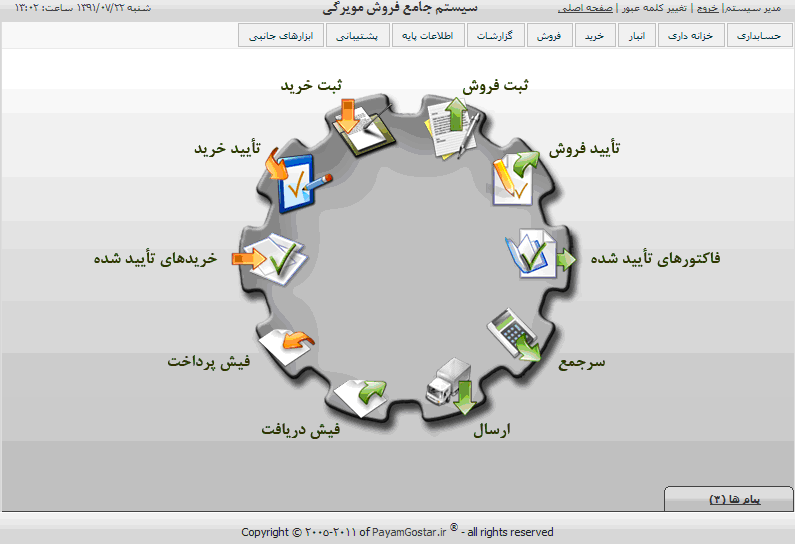 مدیر سیستم| خروج | تغییر کلمه عبور | صفحه اصلی
سیستم جامع فروش مویرگی
شنبه ۱۳۹۱/۰۷/۲۲ ساعت: ۱۳:۰۲
حسابداری خزانه داری انبار خرید فروش گزارشات اطلاعات پایه پشتیبانی ابزارهای جانبی
ثبت فروش
ثبت خرید
تأیید فروش
تأیید خرید
فاکتورهای تأیید شده
خریدهای تأیید شده
سرجمع
فیش پرداخت
ارسال
فیش دریافت
پیام ها (۳)
Copyright © ۲۰۰۵-۲۰۱۱ of PayamGostar.ir ® - all rights reserved